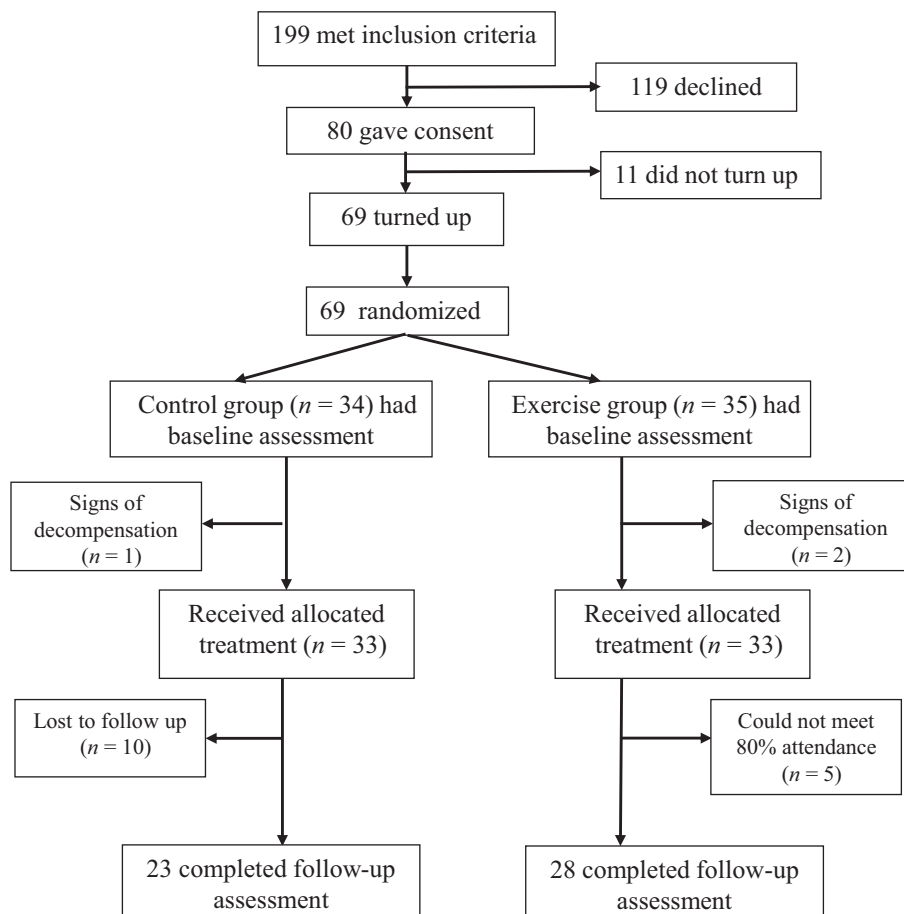 199 met inclusion criteria
119 declined
80 gave consent
11 did not turn up
69 turned up
69 randomized
Control group (n = 34) had
baseline assessment
Exercise group (n = 35) had
baseline assessment
Signs of
decompensation
(n = 1)
Signs of
decompensation
(n = 2)
Received allocated
treatment (n = 33)
Received allocated
treatment (n = 33)
Lost to follow up
(n = 10)
Could not meet
80% attendance
(n = 5)
23 completed follow-up
assessment
28 completed follow-up
assessment